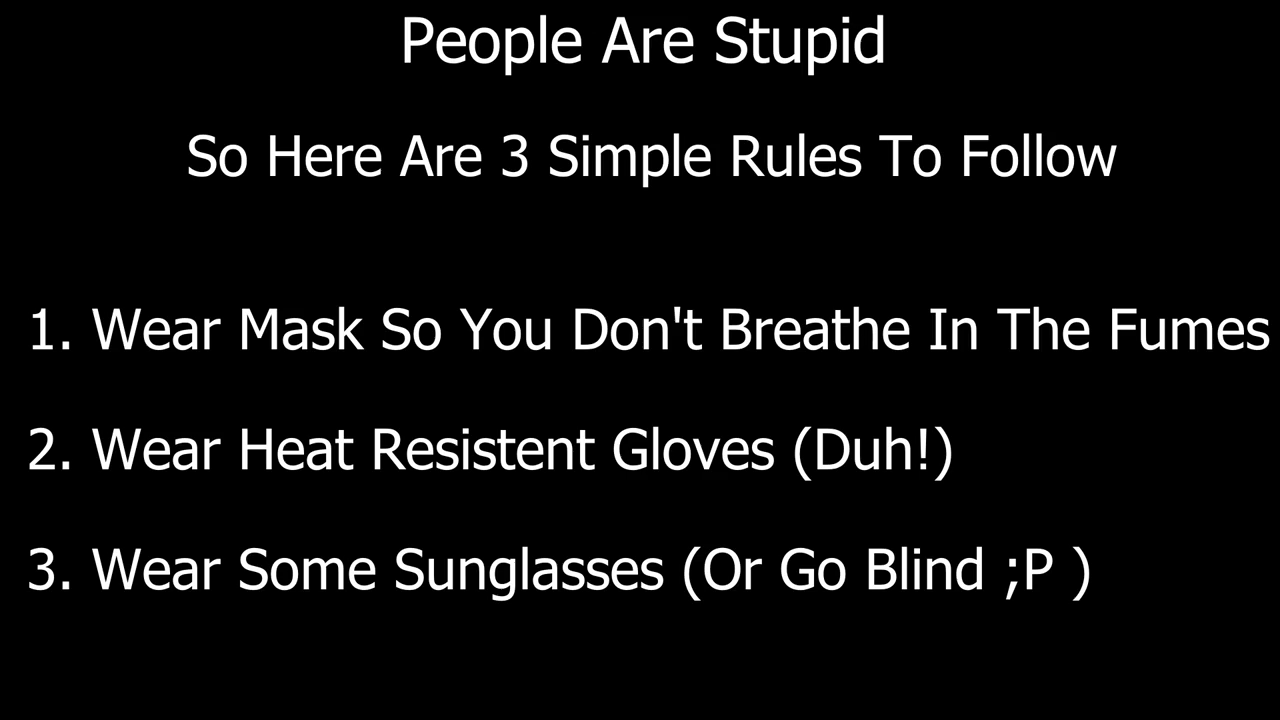 People Are Stupid
So Here Are 3 Simple Rules To Follow
1. Wear Mask So You Don't Breathe In The Fumes
2. Wear Heat Resistent Gloves (Duh!)
3. Wear Some Sunglasses (Or Go Blind ;P )